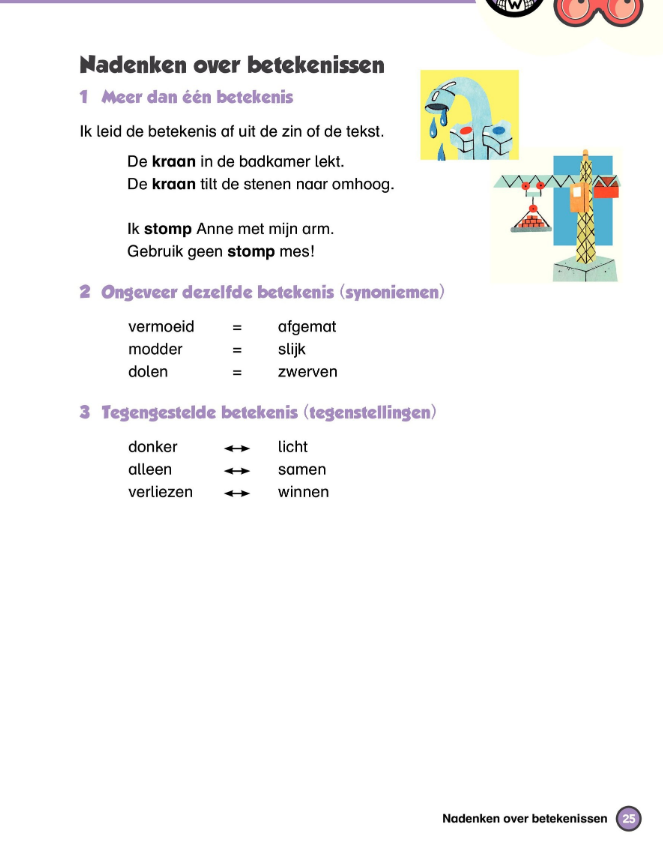 W
Nadenken over betekenissen
1 Meer dan één betekenis
Ik leid de betekenis af uit de zin of de tekst.
De kraan in de badkamer lekt.
De kraan tilt de stenen naar omhoog.
Ik stomp Anne met mijn arm.
Gebruik geen stomp mes!
2 Ongeveer dezelfde betekenis (synoniemen)
vermoeid = afgemat
modder = slijk
dolen = zwerven
3 Tegengestelde betekenis (tegenstellingen)
donker ↔ licht
alleen ↔ samen
verliezen ↔ winnen
Nadenken over betekenissen 25